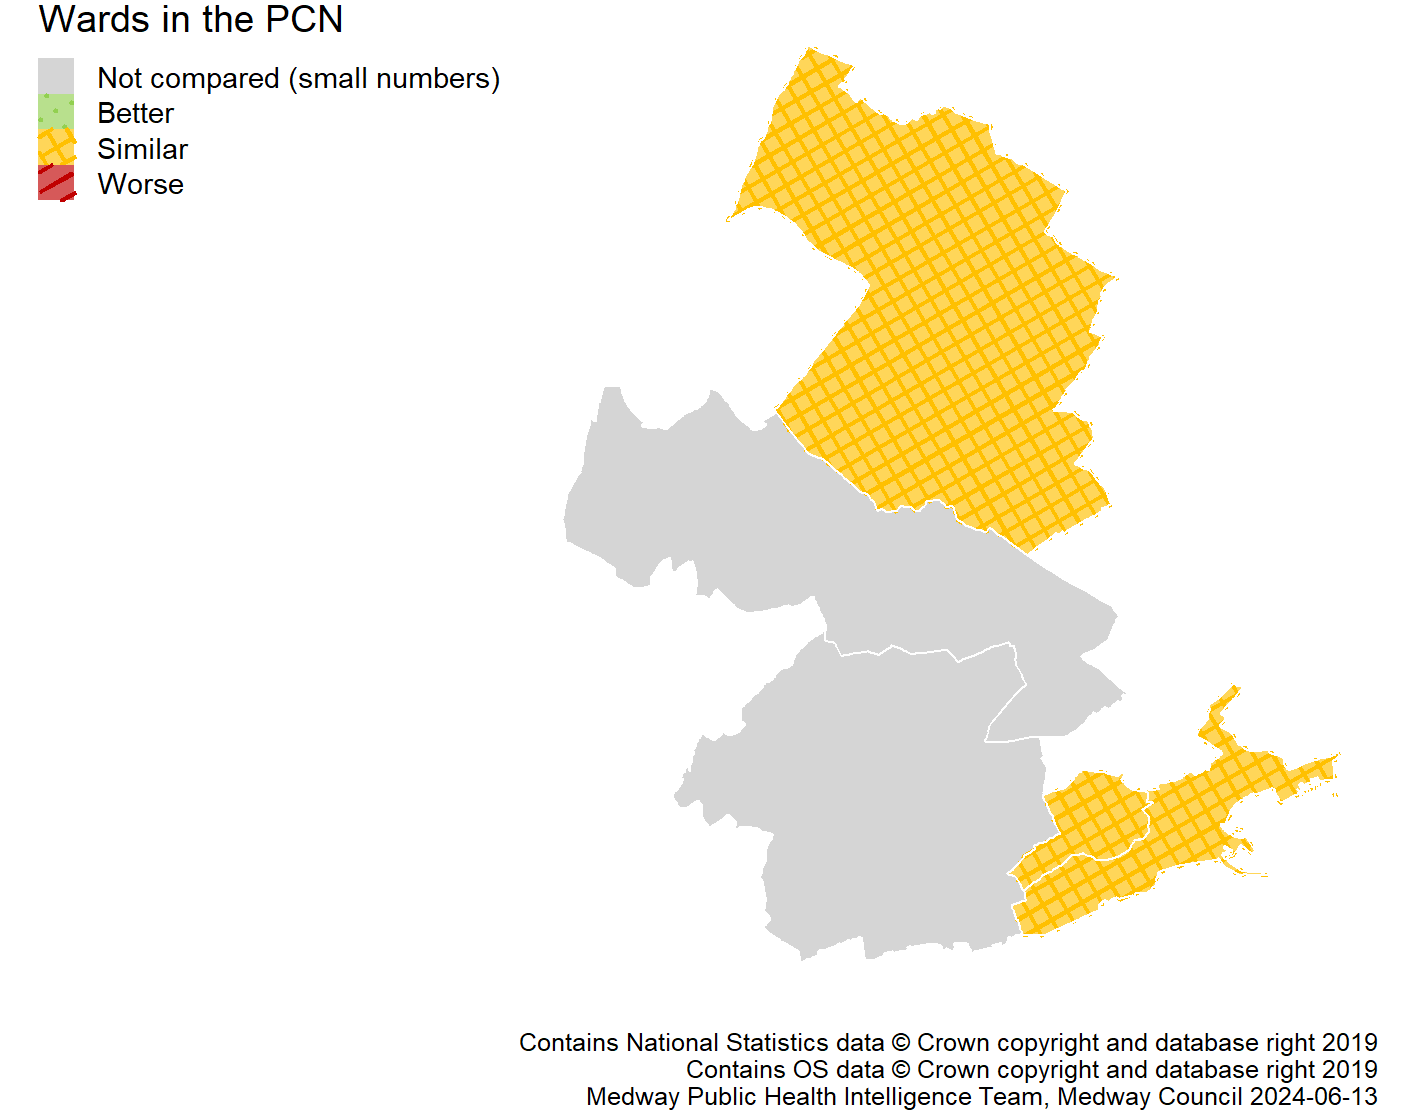 Wards in the PCN
Not compared (small numbers)
Better
Similar
Worse
Contains National Statistics data © Crown copyright and database right 2019
Contains OS data © Crown copyright and database right 2019
Medway Public Health Intelligence Team, Medway Council 2024-06-13